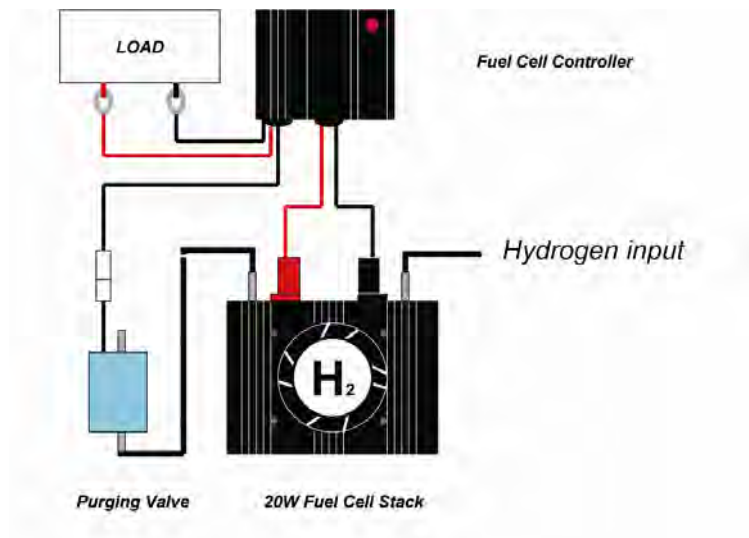 LOAD
Fuel Cell Controller
Hydrogen input
H2
Purging Valve
20W Fuel Cell Stack